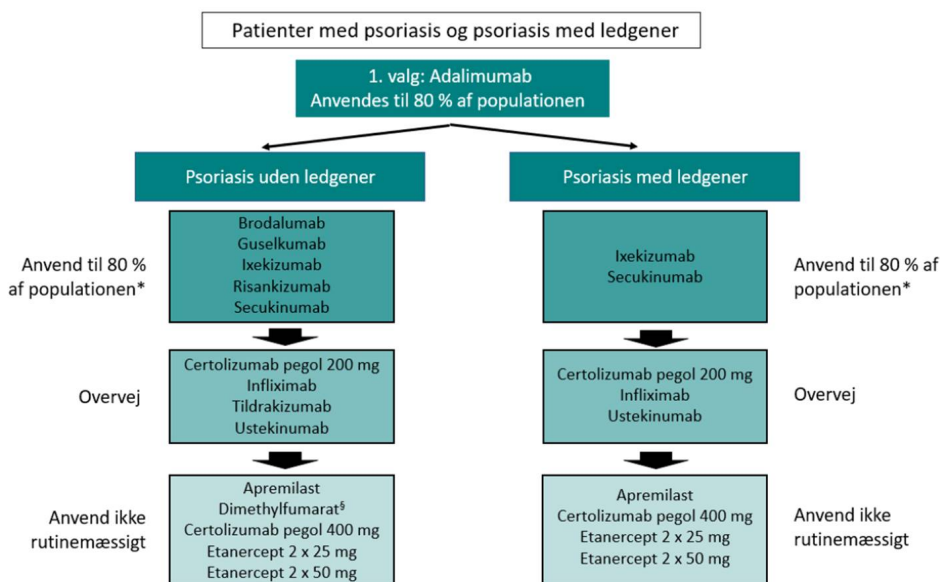 Patienter med psoriasis og psoriasis med ledgener
1. valg: Adalimumab
Anvendes til 80 % af populationen
Psoriasis uden ledgener
Psoriasis med ledgener
Anvend til 80 %
af populationen*
Brodalumab
Guselkumab
Ixekizumab
Risankizumab
Secukinumab
Ixekizumab
Secukinumab
Anvend til 80 % af
populationen*
Overvej
Certolizumab pegol 200 mg
Infliximab
Tildrakizumab
Ustekinumab
Certolizumab pegol 200 mg
Infliximab
Ustekinumab
Overvej
Anvend ikke
rutinemæssigt
Apremilast
Dimethylfumarat§
Certolizumab pegol 400 mg
Etanercept 2 x 25 mg
Etanercept 2 x 50 mg
Apremilast
Certolizumab pegol 400 mg
Etanercept 2 x 25 mg
Etanercept 2 x 50 mg
Anvend ikke
rutinemæssigt